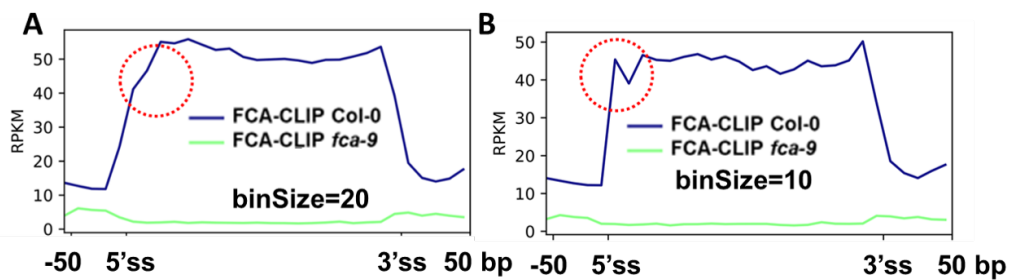 A
50
40
30
20
10
0
RPKM
FCA-CLIP Col-0
FCA-CLIP fca-9
binSize=20
-50 5'ss 3'ss 50 bp
B
50
40
30
20
10
0
RPKM
FCA-CLIP Col-0
FCA-CLIP fca-9
binSize=10
-50 5'ss 3'ss 50 bp